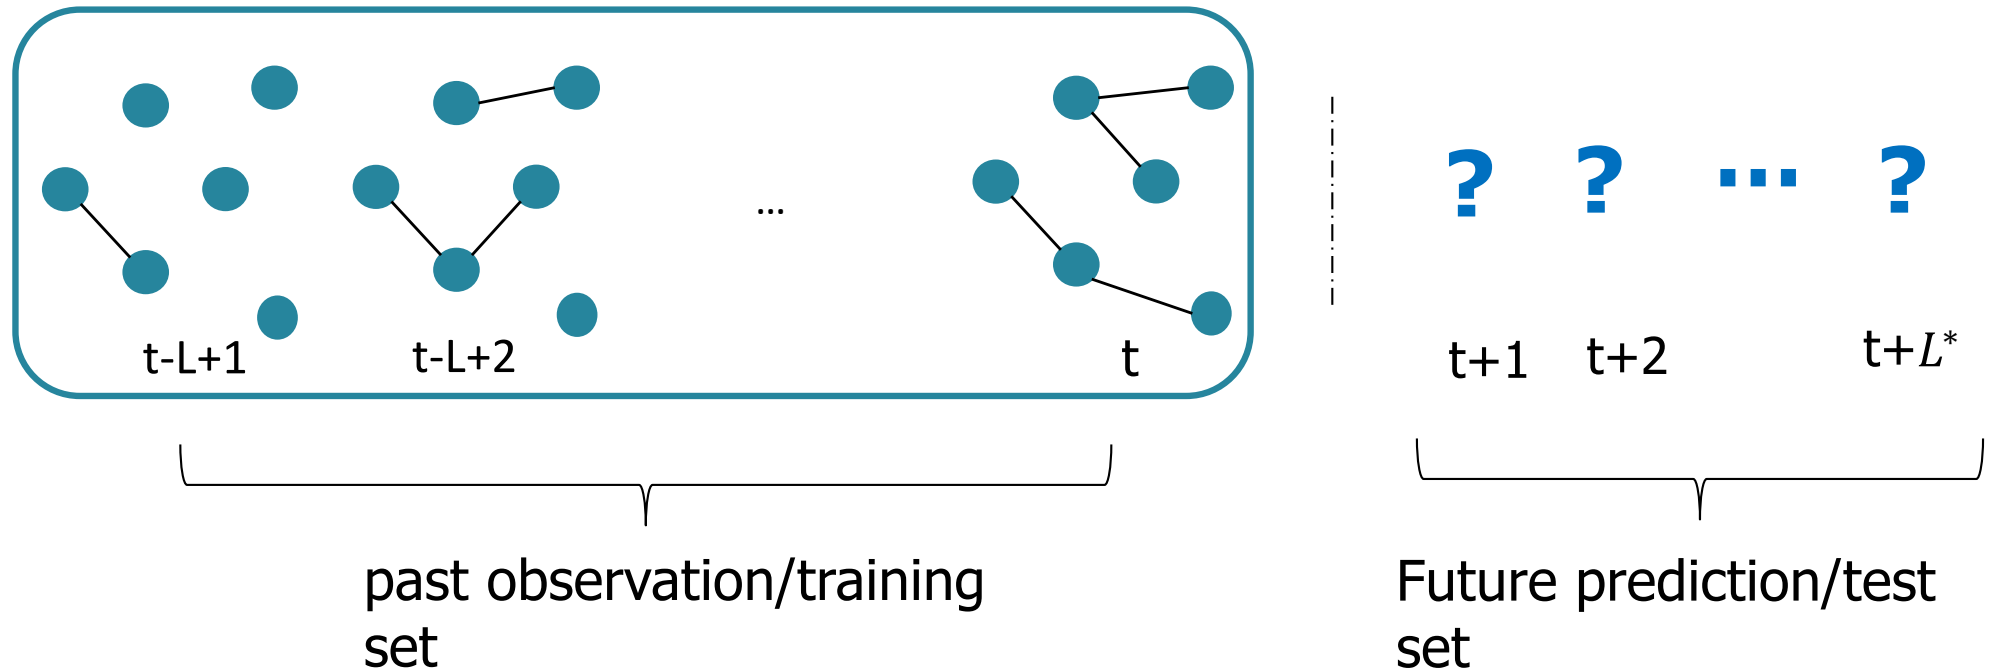 ...
? ? ... ?
t-L+1 t-L+2 t
t+1 t+2 t+L*
past observation/training
set
Future prediction/test
set